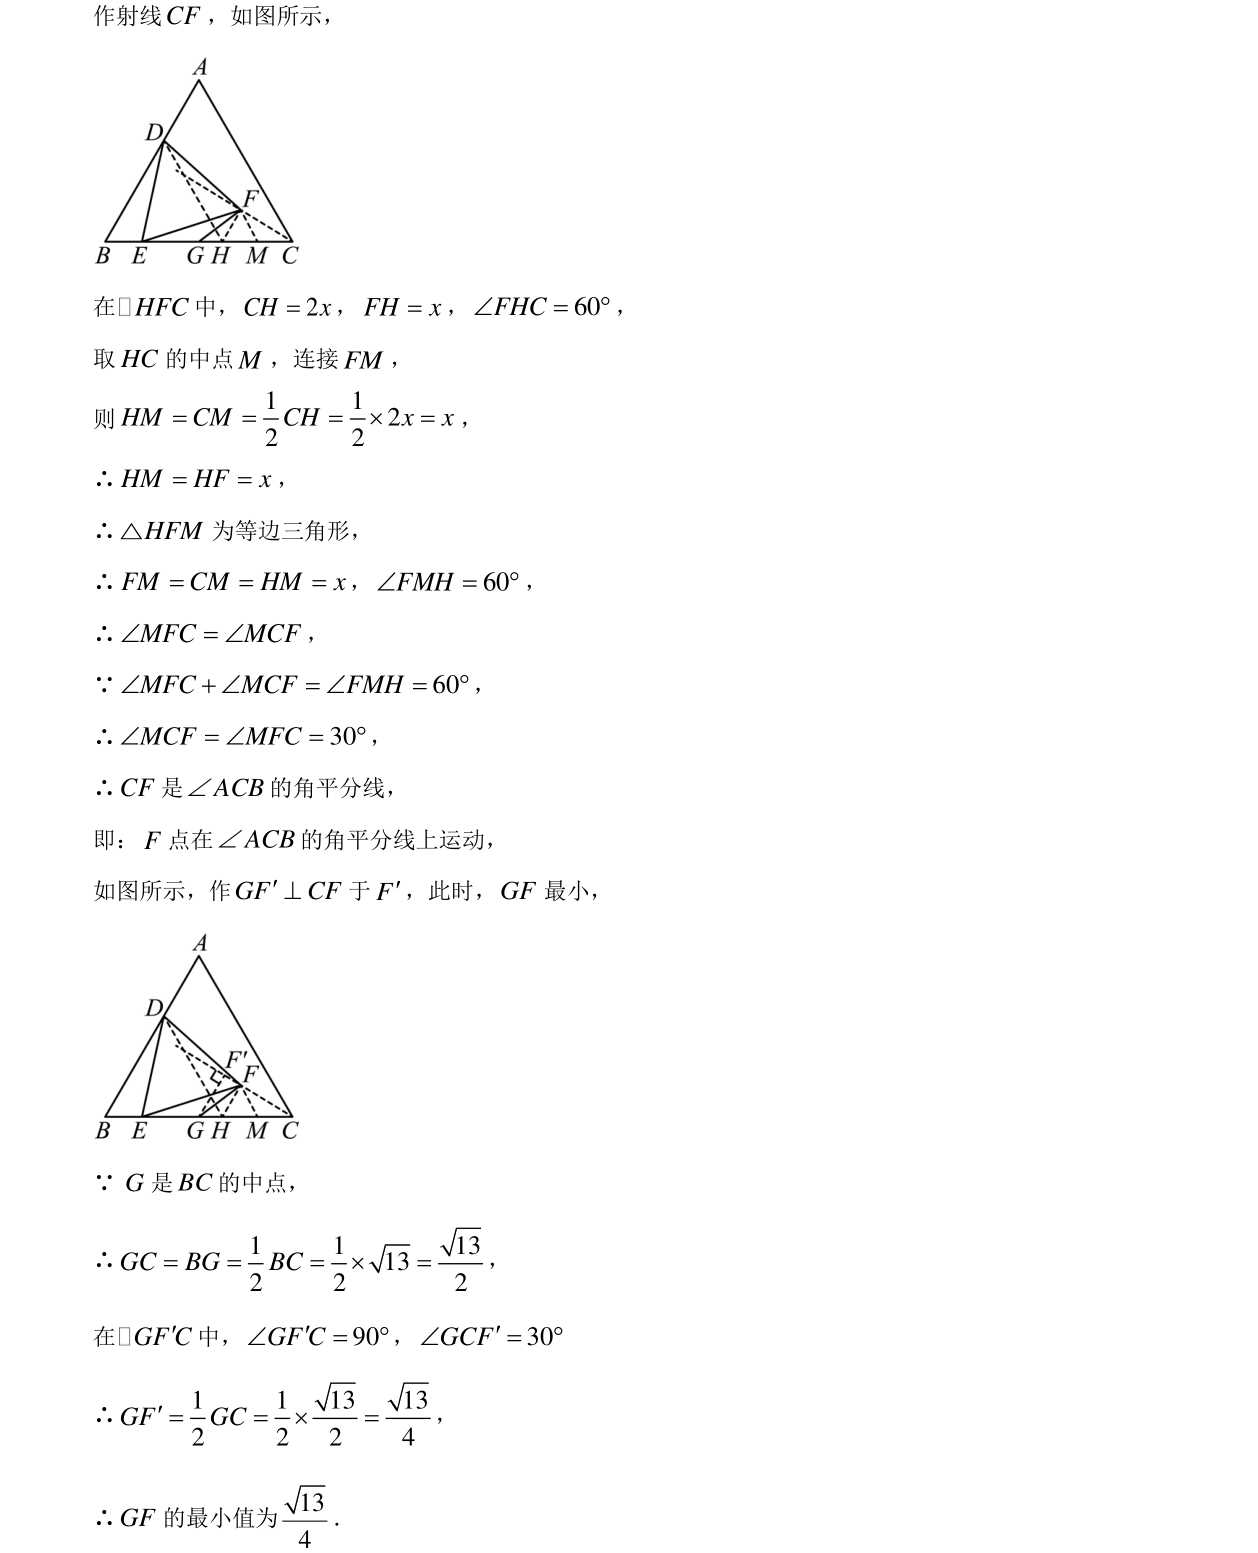 作射线CF，如图所示，
A
D
F
B E G H M C
在□HFC中，CH=2x，FH=x，∠FHC=60°，
取HC的中点M，连接FM，
则HM=CM=1/2CH=1/2×2x=x，
∴HM=HF=x，
∴△HFM为等边三角形，
∴FM=CM=HM=x，∠FMH=60°，
∴∠MFC=∠MCF，
∵∠MFC+∠MCF=∠FMH=60°，
∴∠MCF=∠MFC=30°，
∴CF是∠ACB的角平分线，
即：F点在∠ACB的角平分线上运动，
如图所示，作GF′⊥CF于F′，此时，GF最小，
A
D
F′
F
B E G H M C
∵G是BC的中点，
∴GC=BG=1/2BC=1/2×√13=√13/2，
在□GF′C中，∠GF′C=90°，∠GCF′=30°
∴GF′=1/2GC=1/2×√13/2=√13/4，
∴GF的最小值为√13/4．